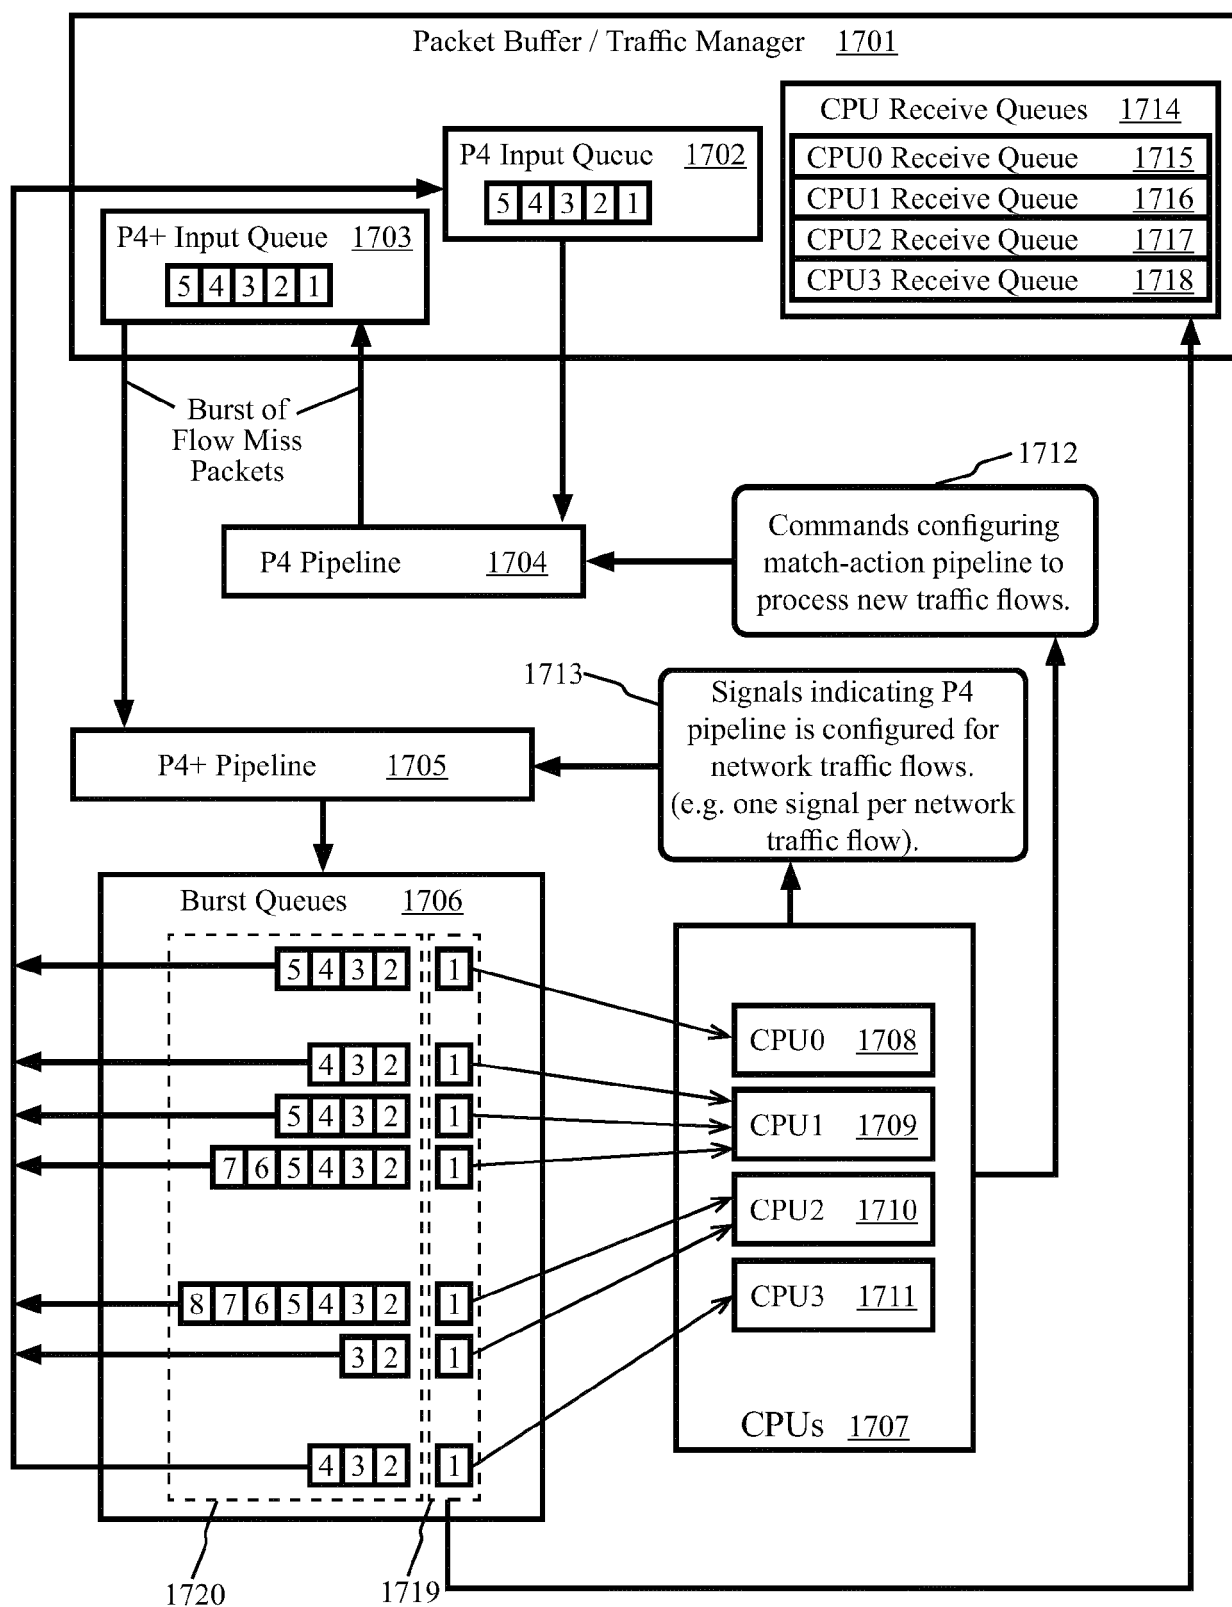 Packet Buffer / Traffic Manager 1701
CPU Receive Queues 1714
CPU0 Receive Queue 1715
CPU1 Receive Queue 1716
CPU2 Receive Queue 1717
CPU3 Receive Queue 1718
P4 Input Queue 1702
5 4 3 2 1
P4+ Input Queue 1703
5 4 3 2 1
Burst of
Flow Miss
Packets
1712
Commands configuring
match-action pipeline to
process new traffic flows.
P4 Pipeline 1704
1713
Signals indicating P4
pipeline is configured for
network traffic flows.
(e.g. one signal per network
traffic flow).
P4+ Pipeline 1705
Burst Queues 1706
5 4 3 2 1
4 3 2 1
5 4 3 2 1
7 6 5 4 3 2 1
8 7 6 5 4 3 2 1
3 2 1
4 3 2 1
CPU0 1708
CPU1 1709
CPU2 1710
CPU3 1711
CPUs 1707
1720
1719